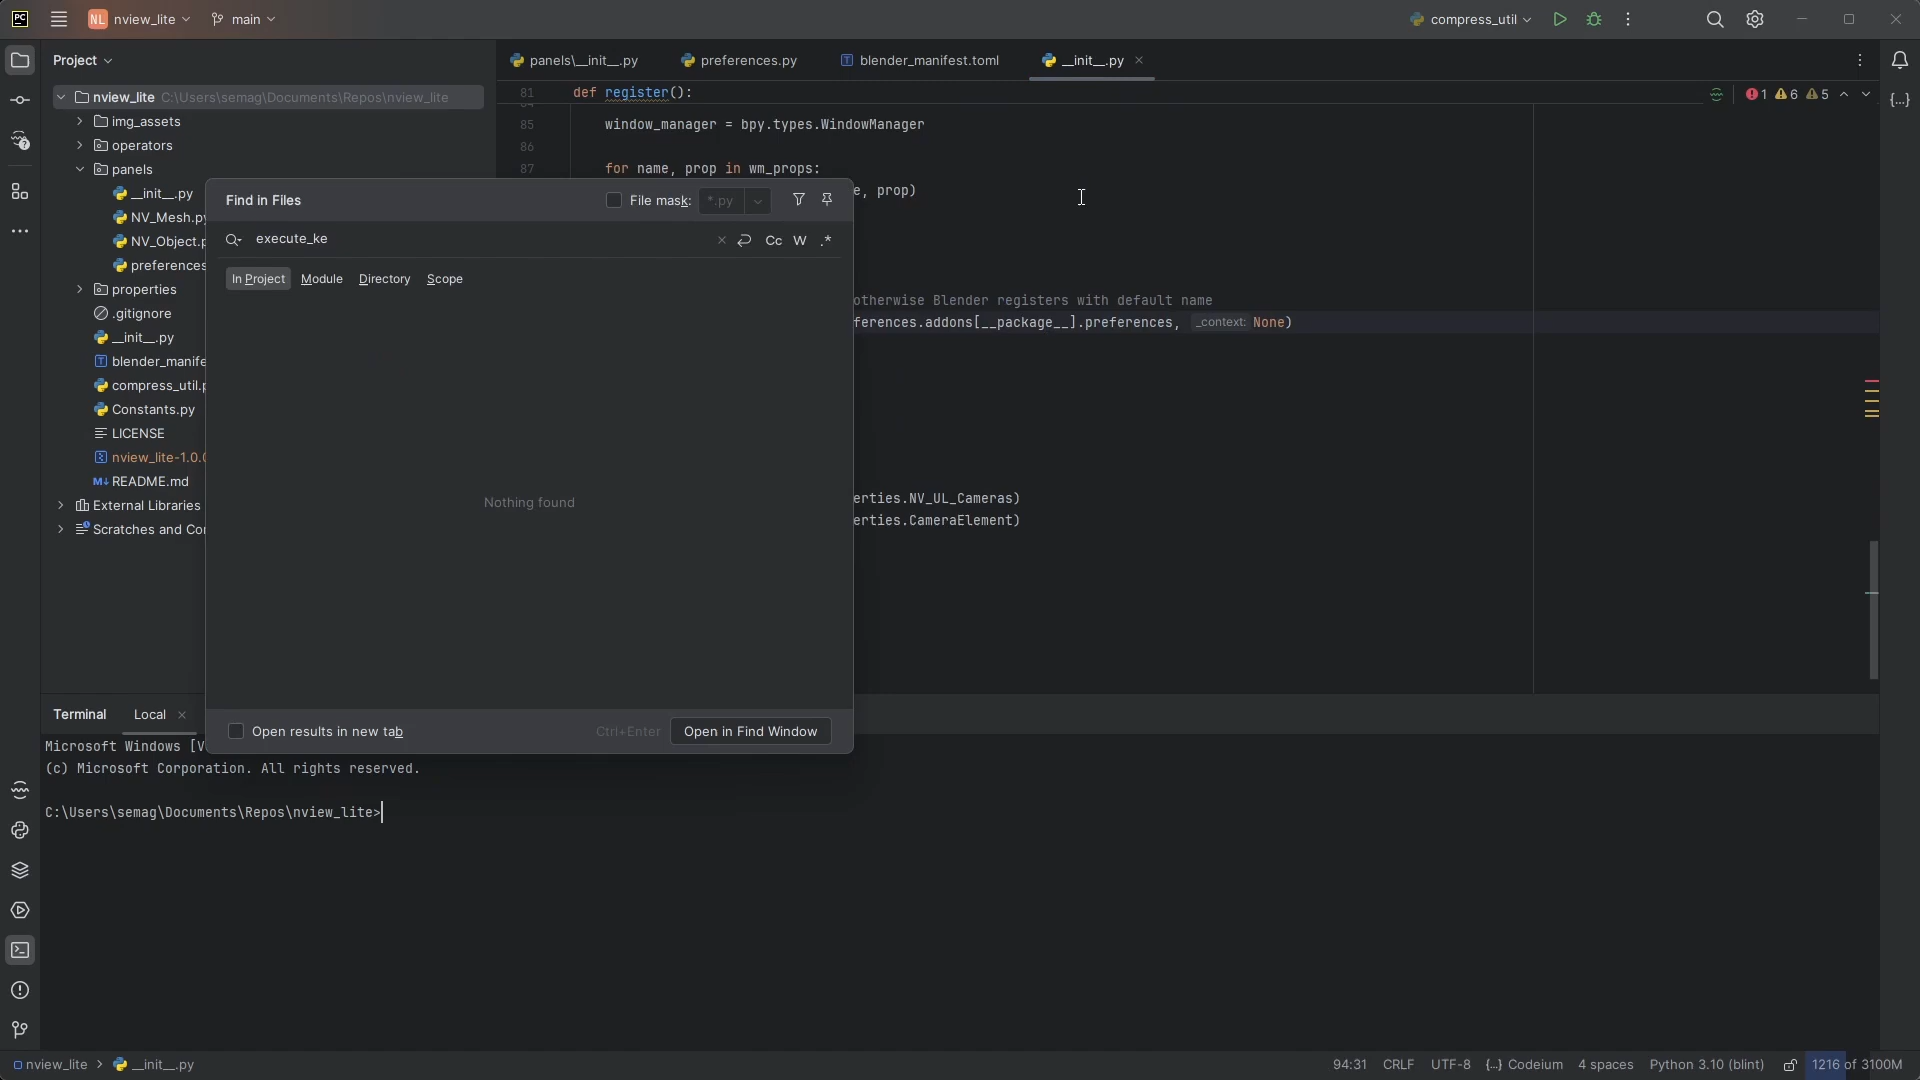 PC NL nview_lite main compress_util
Project
panels\__init__.py preferences.py blender_manifest.toml __init__.py
nview_lite C:\Users\semag\Documents\Repos\nview_lite
81 def register(): 1 6 5
img_assets
85 window_manager = bpy.types.WindowManager
operators
86
panels
87 for name, prop in wm_props:
__init__.py
e, prop)
NV_Mesh.py
NV_Object.p
preferences
properties
.gitignore
__init__.py
blender_manife
compress_util.p
Constants.py
LICENSE
nview_lite-1.0.0
README.md
External Libraries
Scratches and Con
Find in Files File mask: *.py
execute_ke Cc W .*
In Project Module Directory Scope
Nothing found
Open results in new tab Ctrl+Enter Open in Find Window
otherwise Blender registers with default name
ferences.addons[__package__].preferences, _context: None)
erties.NV_UL_Cameras)
erties.CameraElement)
Terminal Local
Microsoft Windows [V
(c) Microsoft Corporation. All rights reserved.
C:\Users\semag\Documents\Repos\nview_lite>
nview_lite > __init__.py 94:31 CRLF UTF-8 {...} Codeium 4 spaces Python 3.10 (blint) 1216 of 3100M